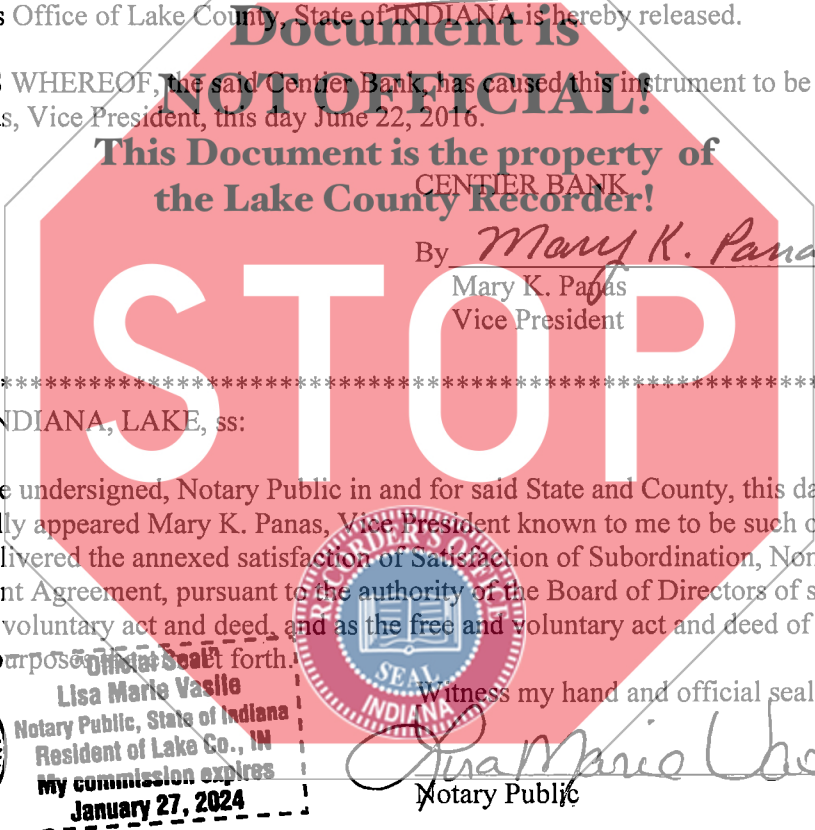 s Office of Lake County, State of INDIANA is hereby released.
Document is
WHEREOF, the said Centier Bank, has caused this instrument to be
NOT OFFICIAL!
s, Vice President, this day June 22, 2016.
This Document is the property of
the Lake County Recorder!
CENTIER BANK
By Mary K. Pana
Mary K. Panas
Vice President
STOP
************************************************************
NDIANA, LAKE, ss:
e undersigned, Notary Public in and for said State and County, this da
lly appeared Mary K. Panas, Vice President known to me to be such o
livered the annexed satisfaction of Satisfaction of Subordination, Non
nt Agreement, pursuant to the authority of the Board of Directors of s
voluntary act and deed, and as the free and voluntary act and deed of
urposes set forth.
RECORDER'S OFFICE
SEAL
INDIANA
"Official Seal"
Lisa Marie Vasile
Notary Public, State of Indiana
Resident of Lake Co., IN
My commission expires
January 27, 2024
Witness my hand and official seal
Lisa Marie Vas
Notary Public